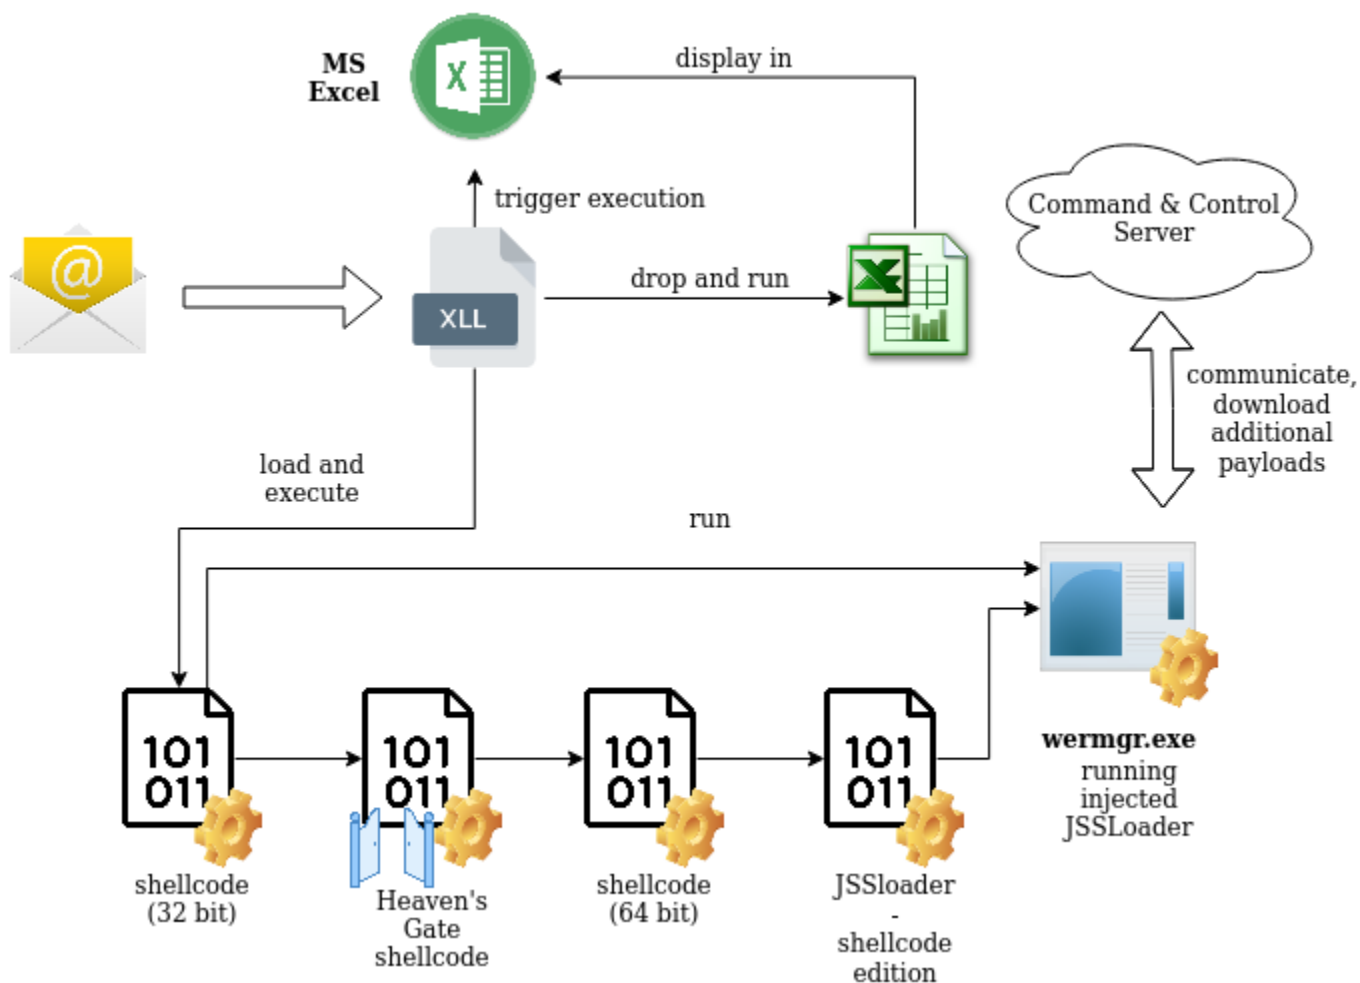 MS
Excel
display in
trigger execution
Command & Control
Server
@
X
X
XLL
drop and run
communicate,
download
additional
payloads
load and
execute
run
101
011
101
011
101
011
101
011
wermgr.exe
running
injected
JSSLoader
shellcode
(32 bit)
Heaven's
Gate
shellcode
shellcode
(64 bit)
JSSloader
-
shellcode
edition